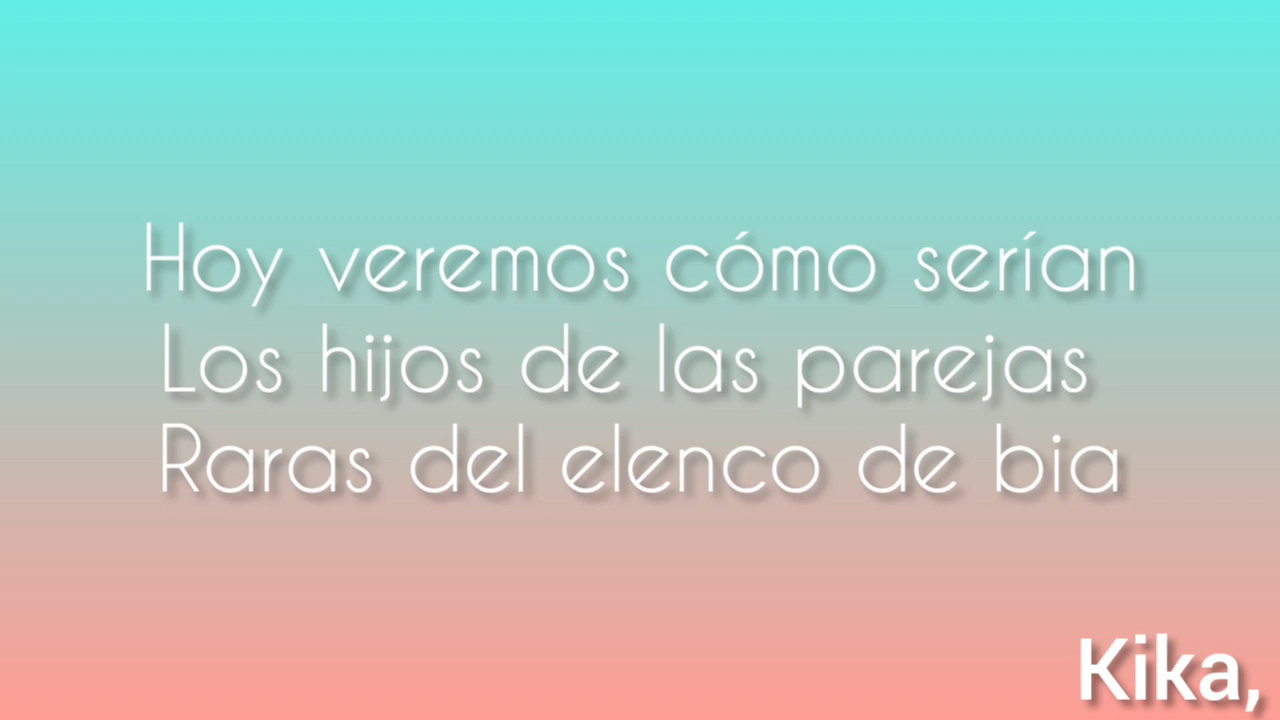 Hoy veremos cómo serían
Los hijos de las parejas
Raras del elenco de bia
Kika,